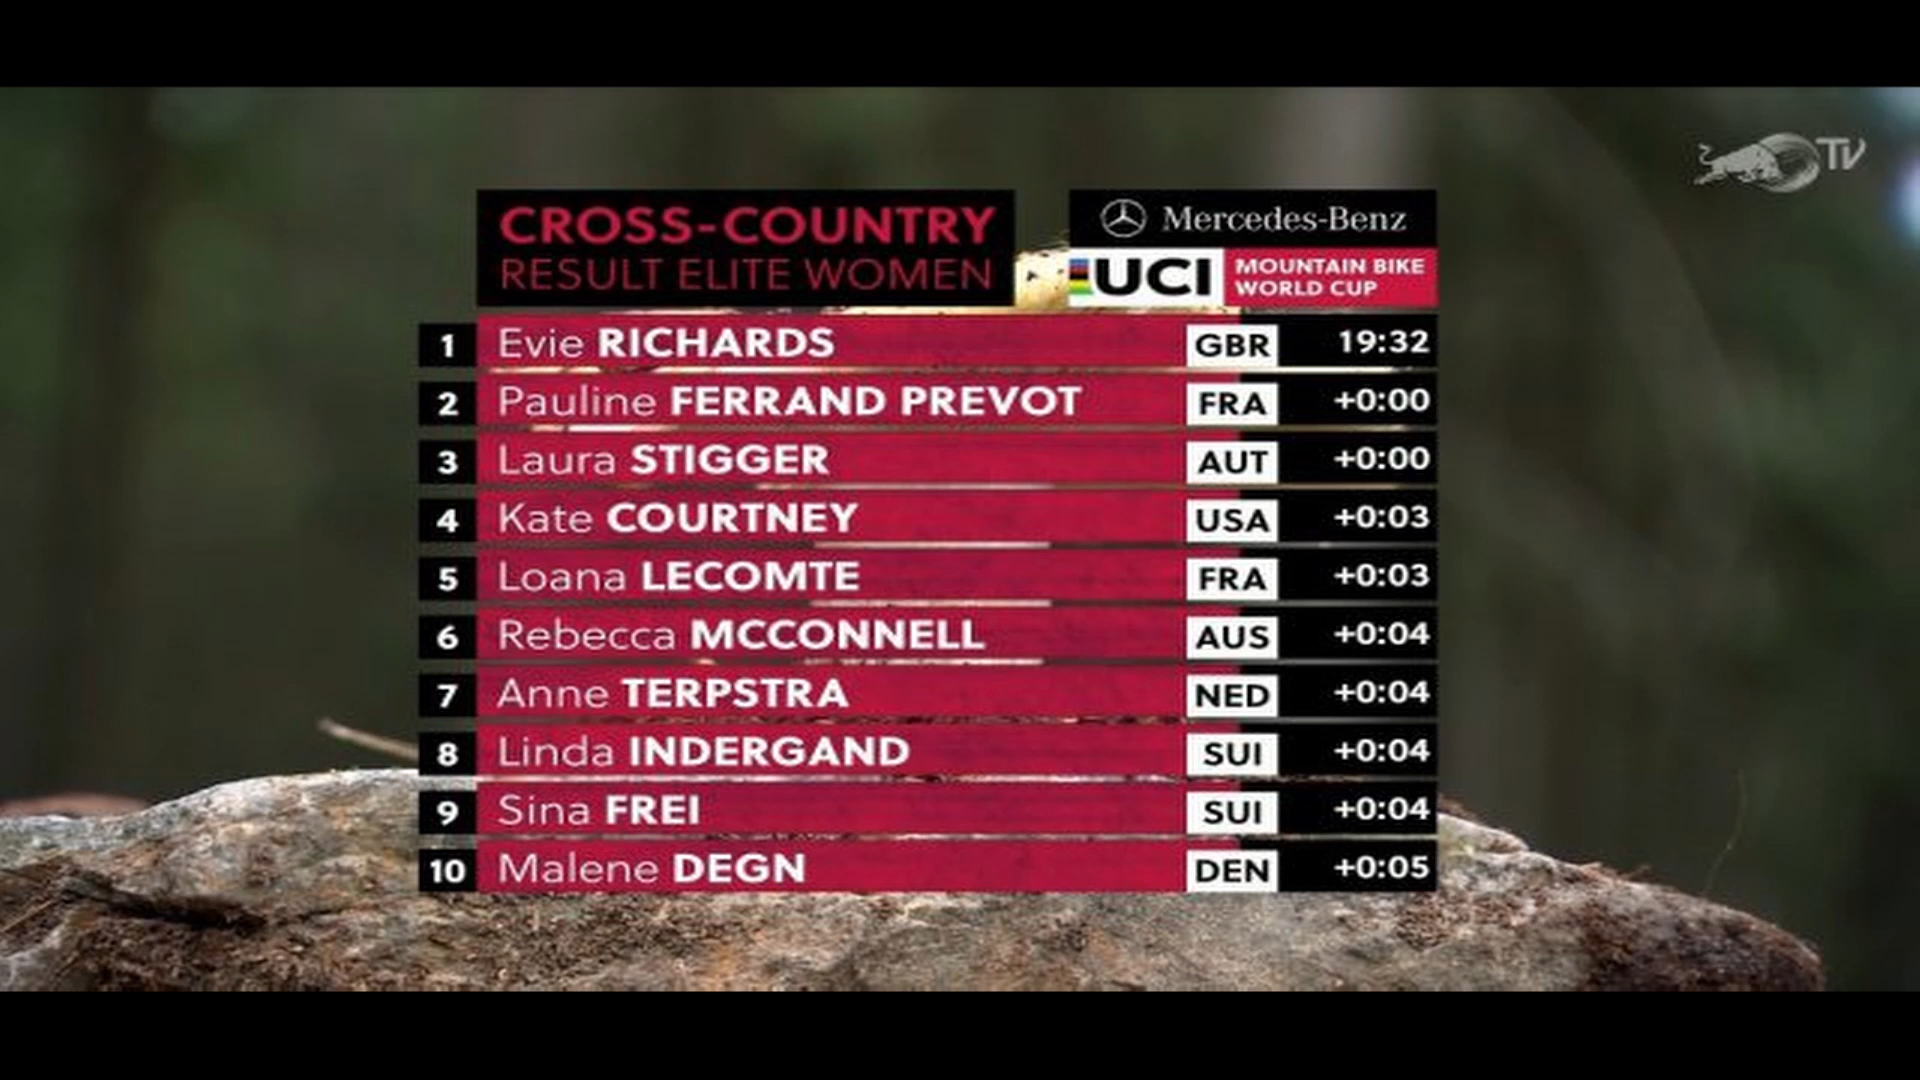 TV
CROSS-COUNTRY
RESULT ELITE WOMEN
Mercedes-Benz
UCI
MOUNTAIN BIKE
WORLD CUP
1 Evie RICHARDS GBR 19:32
2 Pauline FERRAND PREVOT FRA +0:00
3 Laura STIGGER AUT +0:00
4 Kate COURTNEY USA +0:03
5 Loana LECOMTE FRA +0:03
6 Rebecca MCCONNELL AUS +0:04
7 Anne TERPSTRA NED +0:04
8 Linda INDERGAND SUI +0:04
9 Sina FREI SUI +0:04
10 Malene DEGN DEN +0:05